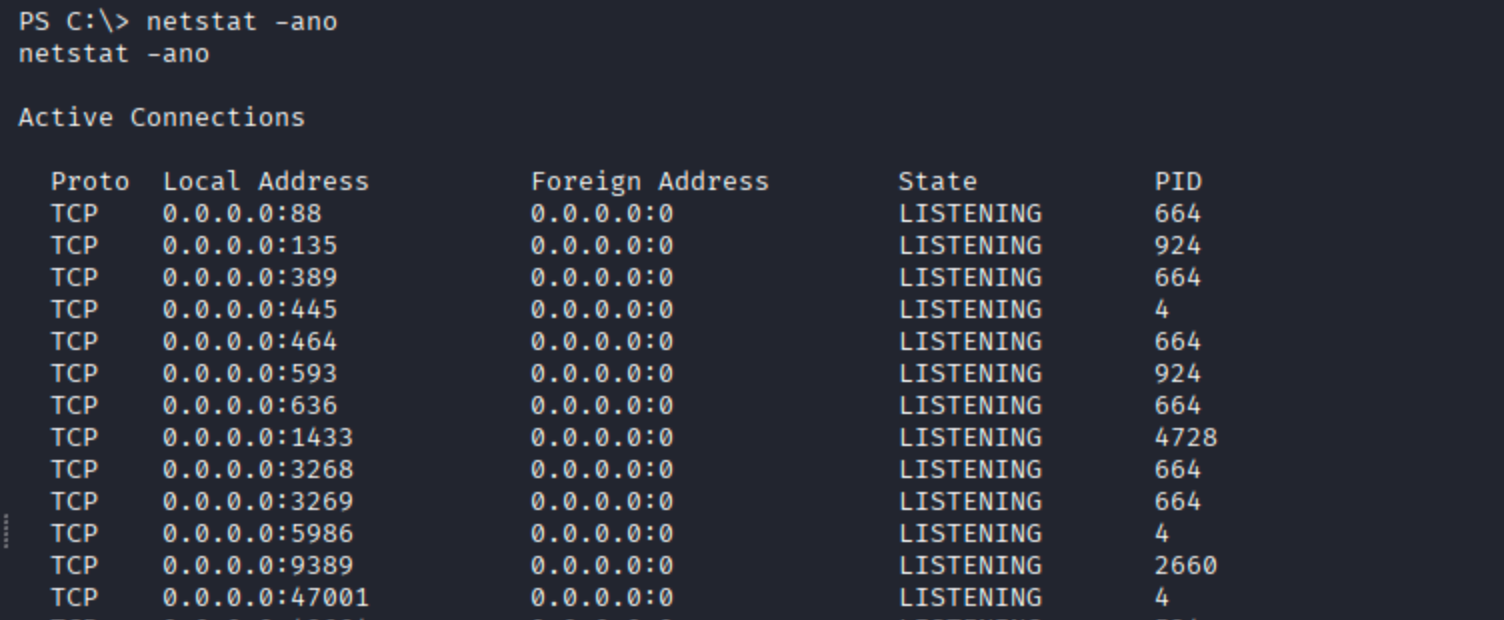 PS C:\> netstat -ano
netstat -ano
Active Connections
Proto Local Address Foreign Address State PID
TCP 0.0.0.0:88 0.0.0.0:0 LISTENING 664
TCP 0.0.0.0:135 0.0.0.0:0 LISTENING 924
TCP 0.0.0.0:389 0.0.0.0:0 LISTENING 664
TCP 0.0.0.0:445 0.0.0.0:0 LISTENING 4
TCP 0.0.0.0:464 0.0.0.0:0 LISTENING 664
TCP 0.0.0.0:593 0.0.0.0:0 LISTENING 924
TCP 0.0.0.0:636 0.0.0.0:0 LISTENING 664
TCP 0.0.0.0:1433 0.0.0.0:0 LISTENING 4728
TCP 0.0.0.0:3268 0.0.0.0:0 LISTENING 664
TCP 0.0.0.0:3269 0.0.0.0:0 LISTENING 664
TCP 0.0.0.0:5986 0.0.0.0:0 LISTENING 4
TCP 0.0.0.0:9389 0.0.0.0:0 LISTENING 2660
TCP 0.0.0.0:47001 0.0.0.0:0 LISTENING 4